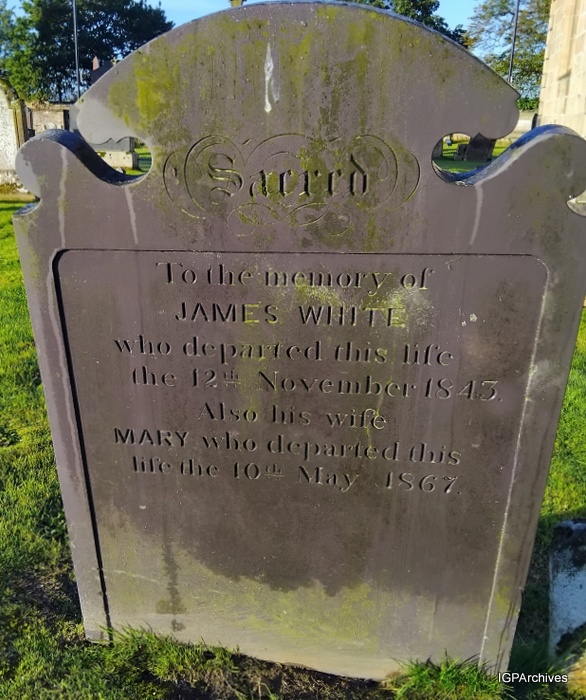 Sacred
To the memory of
JAMES WHITE
who departed this life
the 12th November 1843.
Also his wife
MARY who departed this
life the 10th May 1867.
IGPArchives